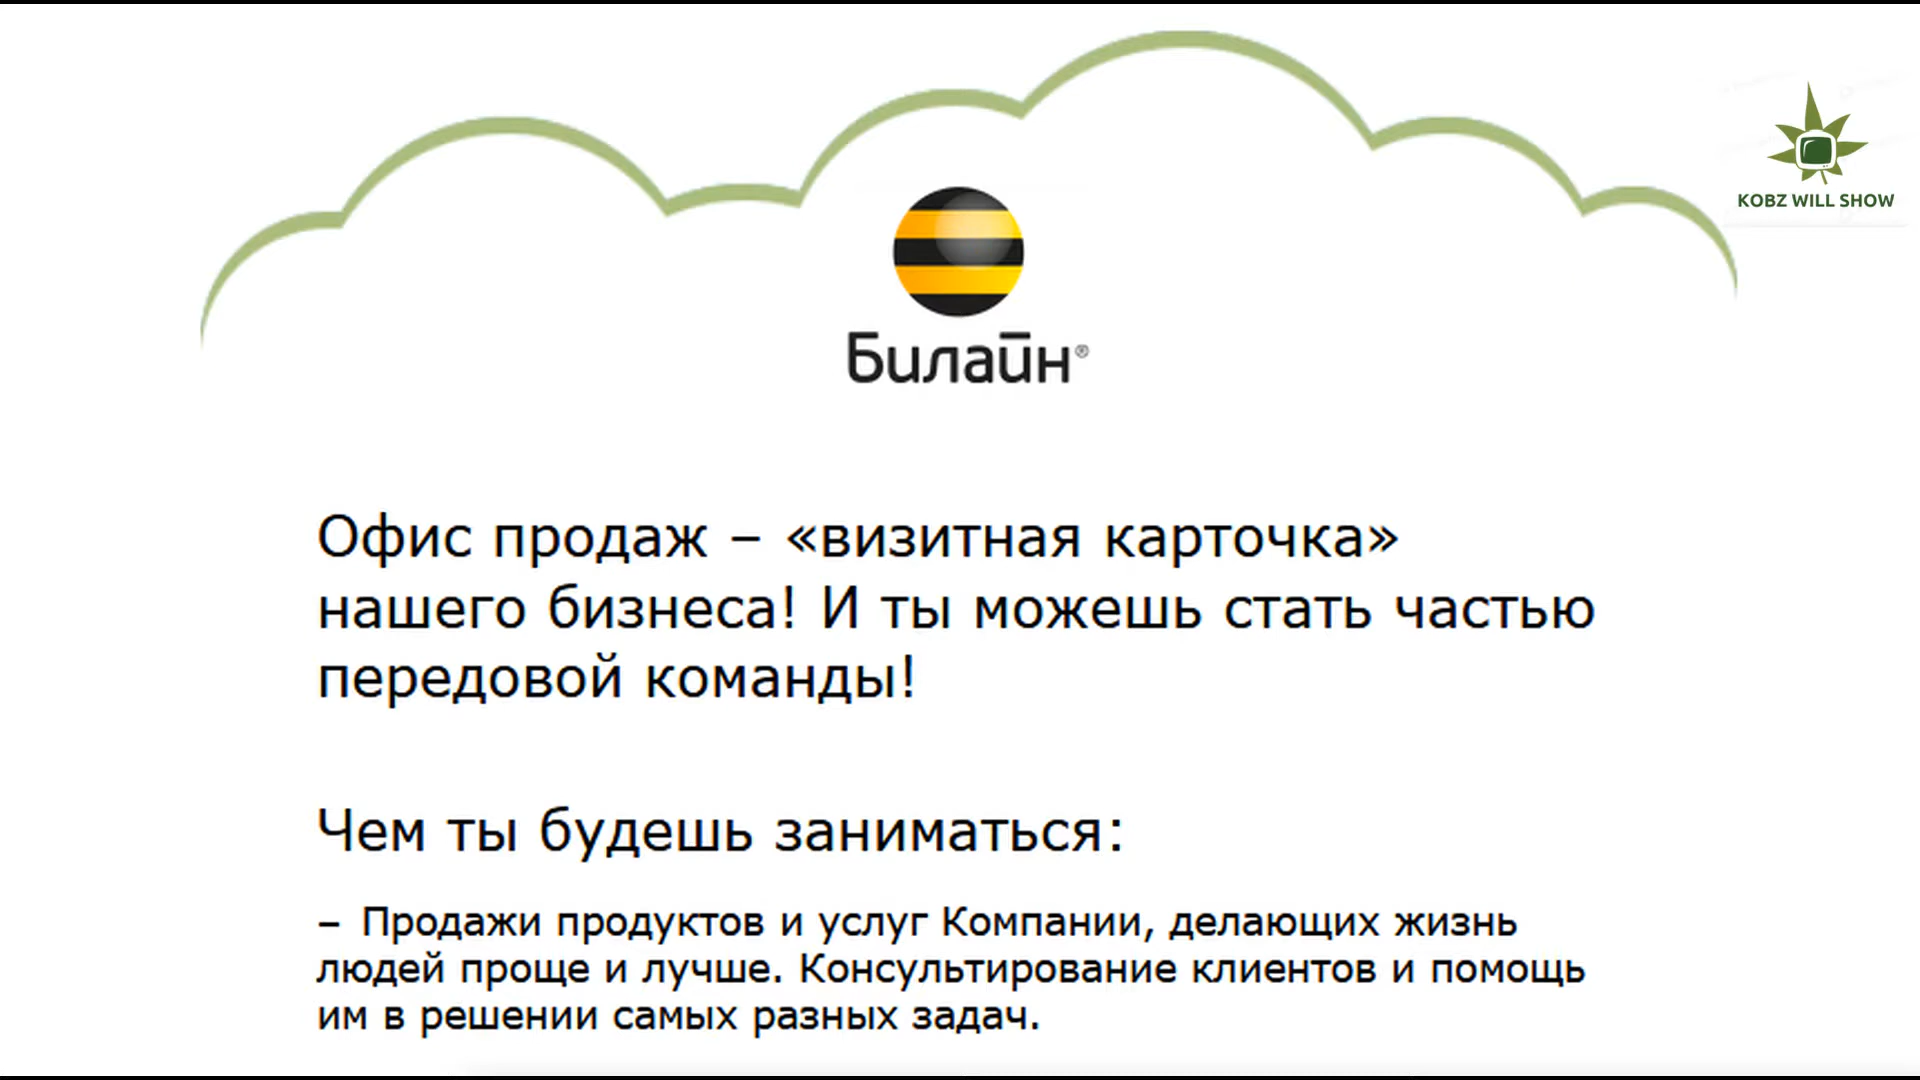 KOBZ WILL SHOW
Билайн®
Офис продаж – «визитная карточка»
нашего бизнеса! И ты можешь стать частью
передовой команды!
Чем ты будешь заниматься:
– Продажи продуктов и услуг Компании, делающих жизнь
людей проще и лучше. Консультирование клиентов и помощь
им в решении самых разных задач.